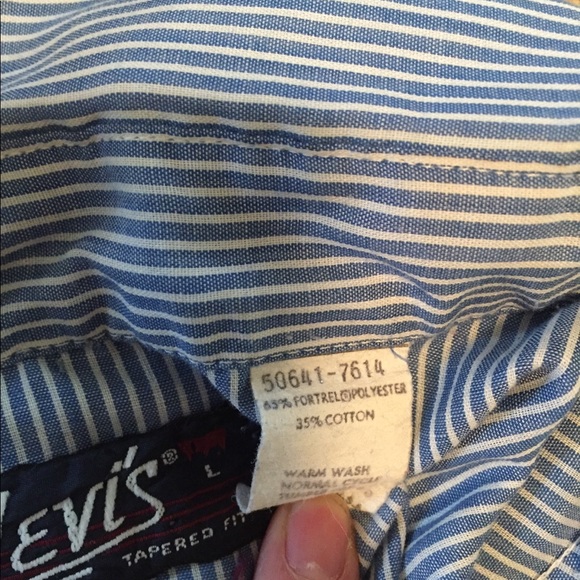 50641-7614
65% FORTREL® POLYESTER
35% COTTON
WARM WASH
NORMAL CYCLE
LEVI'S®
L
TAPERED FIT